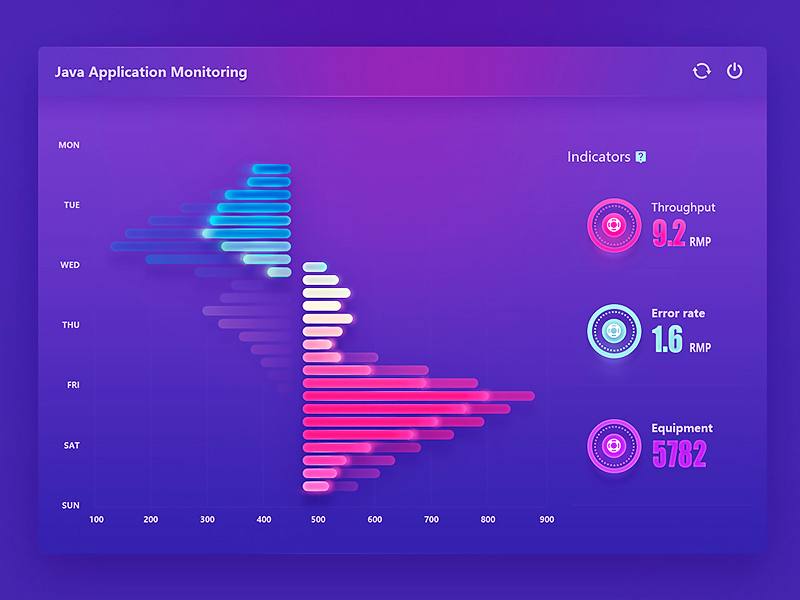 Java Application Monitoring
MON
TUE
WED
THU
FRI
SAT
SUN
100 200 300 400 500 600 700 800 900
Indicators ?
Throughput
9.2 RMP
Error rate
1.6 RMP
Equipment
5782